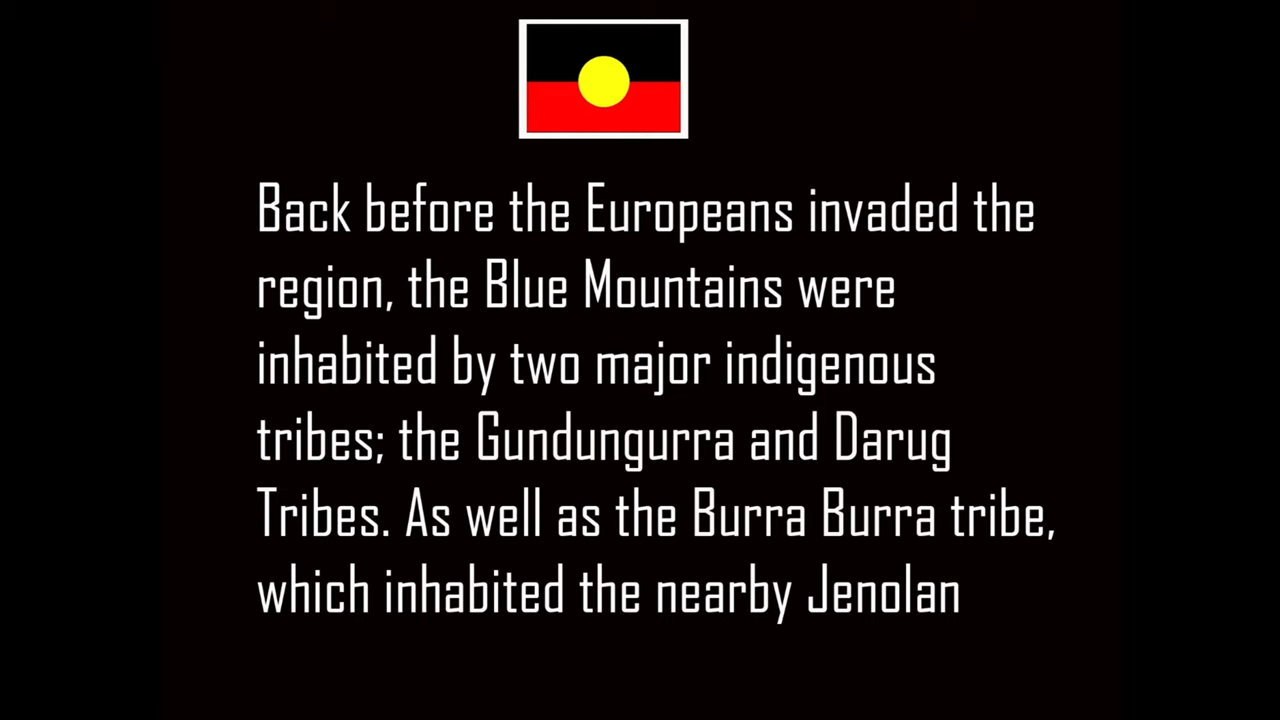 Back before the Europeans invaded the
region, the Blue Mountains were
inhabited by two major indigenous
tribes; the Gundungurra and Darug
Tribes. As well as the Burra Burra tribe,
which inhabited the nearby Jenolan